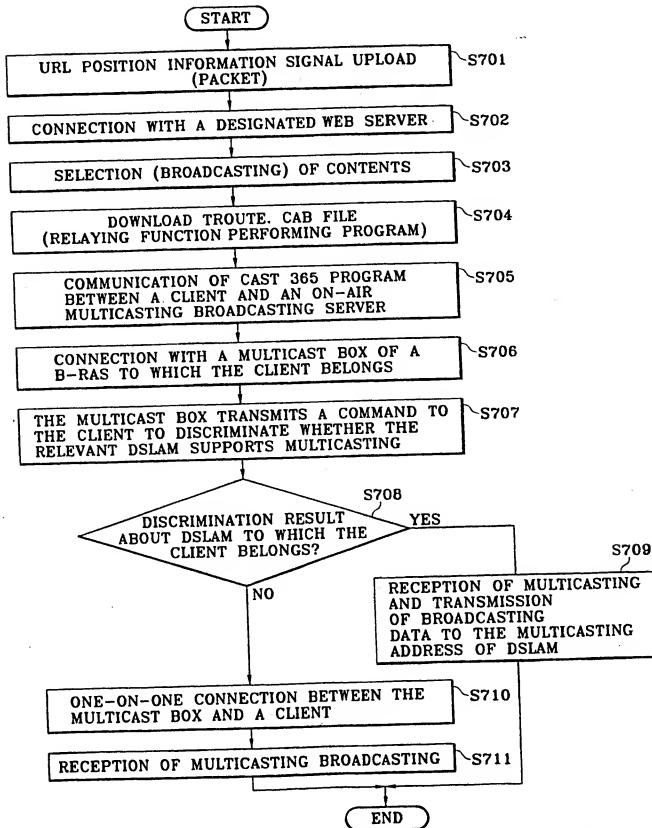 START
URL POSITION INFORMATION SIGNAL UPLOAD
(PACKET)
S701
CONNECTION WITH A DESIGNATED WEB SERVER
S702
SELECTION (BROADCASTING) OF CONTENTS
S703
DOWNLOAD TROUTE. CAB FILE
(RELAYING FUNCTION PERFORMING PROGRAM)
S704
COMMUNICATION OF CAST 365 PROGRAM
BETWEEN A CLIENT AND AN ON-AIR
MULTICASTING BROADCASTING SERVER
S705
CONNECTION WITH A MULTICAST BOX OF A
B-RAS TO WHICH THE CLIENT BELONGS
S706
THE MULTICAST BOX TRANSMITS A COMMAND TO
THE CLIENT TO DISCRIMINATE WHETHER THE
RELEVANT DSLAM SUPPORTS MULTICASTING
S707
S708
DISCRIMINATION RESULT
ABOUT DSLAM TO WHICH THE
CLIENT BELONGS?
YES
NO
S709
RECEPTION OF MULTICASTING
AND TRANSMISSION
OF BROADCASTING
DATA TO THE MULTICASTING
ADDRESS OF DSLAM
ONE-ON-ONE CONNECTION BETWEEN THE
MULTICAST BOX AND A CLIENT
S710
RECEPTION OF MULTICASTING BROADCASTING
S711
END